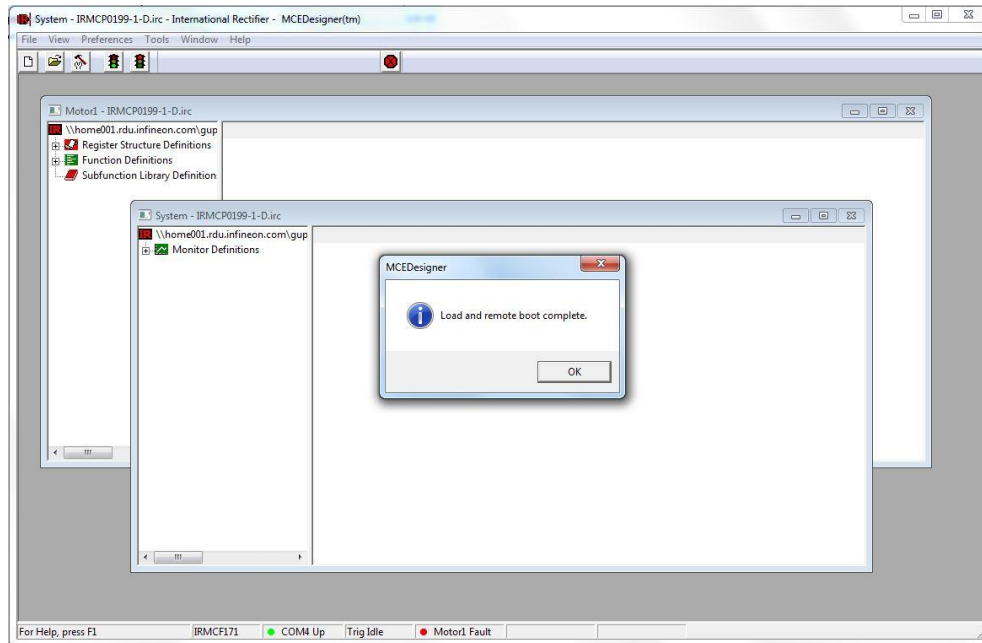 System - IRMCP0199-1-D.irc - International Rectifier - MCEDesigner(tm)
File View Preferences Tools Window Help
Motor1 - IRMCP0199-1-D.irc
IR \\home001.rdu.infineon.com\gup
Register Structure Definitions
Function Definitions
Subfunction Library Definition
System - IRMCP0199-1-D.irc
IR \\home001.rdu.infineon.com\gup
Monitor Definitions
MCEDesigner
Load and remote boot complete.
OK
For Help, press F1 IRMCF171 COM4 Up Trig Idle Motor1 Fault